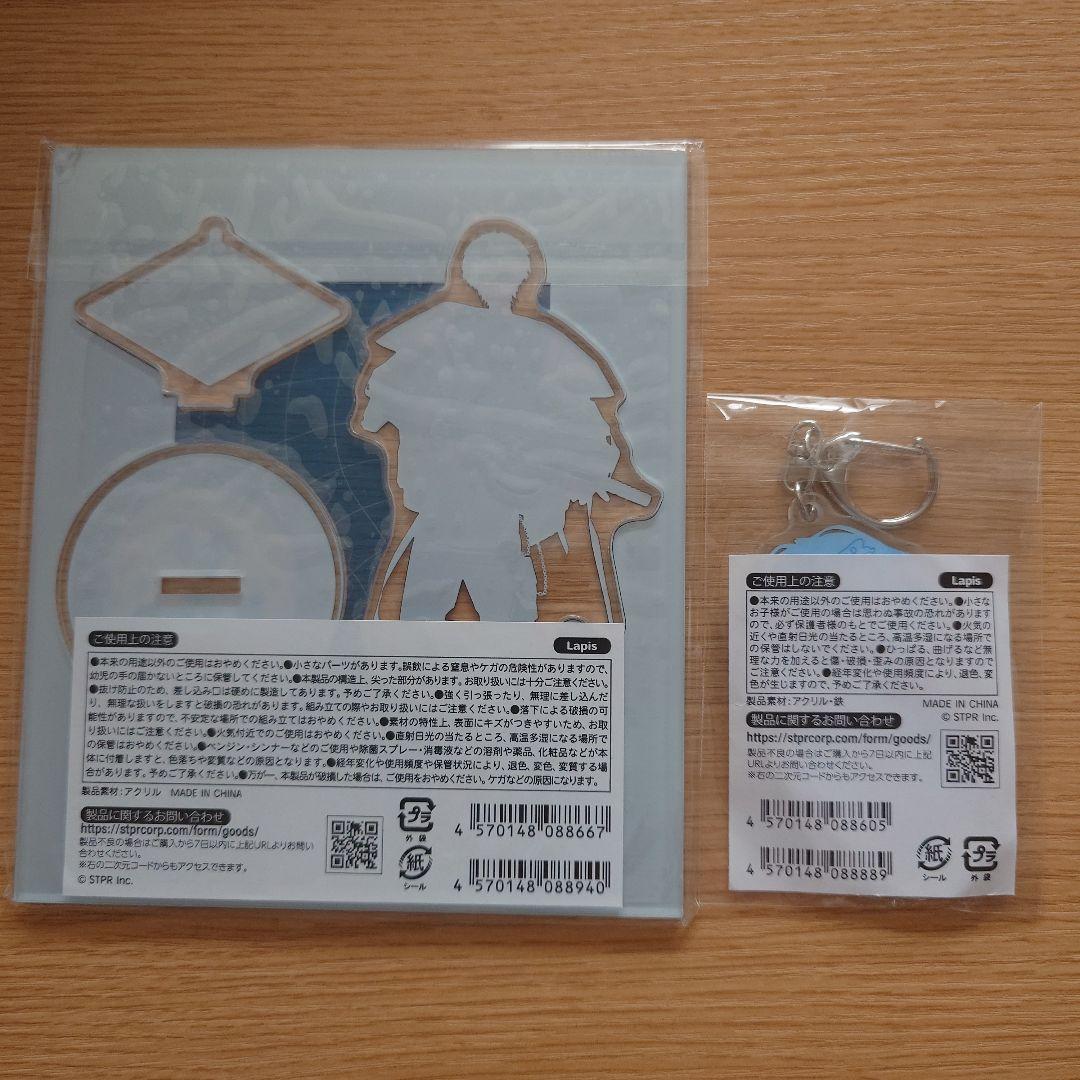 ご使用上の注意
Lapis
●本来の用途以外のご使用はおやめください。●小さなパーツがあります。誤飲による窒息やケガの危険性がありますので、
幼児の手の届かないところに保管してください。●本製品の構造上、尖った部分があります。お取り扱いには十分ご注意ください。
●抜け防止のため、差し込み口は硬めに製造してあります。予めご了承ください。●強く引っ張ったり、無理に差し込んだ
り、無理な扱いをしますと破損の恐れがあります。組み立ての際やお取り扱いにはご注意ください。●落下による破損の可
能性がありますので、不安定な場所での組み立てはおやめください。●素材の特性上、表面にキズがつきやすいため、お取
り扱いにはご注意ください。●火気付近でのご使用はおやめください。●直射日光の当たるところ、高温多湿になる場所で
の保管はおやめください。●ベンジン・シンナーなどのご使用や除菌スプレー・消毒液などの溶剤や薬品、化粧品などが本
体に付着しますと、色落ちや変質などの原因となります。●経年変化や使用頻度や保管状況により、退色、変色、変質する場
合があります。予めご了承ください。●万が一、本製品が破損した場合は、ご使用をおやめください。ケガなどの原因になります。
製品素材：アクリル MADE IN CHINA
製品に関するお問い合わせ
https://stprcorp.com/form/goods/
製品不良の場合はご購入から7日以内に上記URLよりお問い
合わせください。
※右の二次元コードからもアクセスできます。
© STPR Inc.
プラ
外袋
紙
シール
4 570148 088667
4 570148 088940
ご使用上の注意
Lapis
●本来の用途以外のご使用はおやめください。●小さな
お子様がご使用の場合は思わぬ事故の恐れがあります
ので、必ず保護者様のもとでご使用ください。●火気の
近くや直射日光の当たるところ、高温多湿になる場所で
の保管はしないでください。●ひっぱる、曲げるなど無
理な力を加えると傷・破損・歪みの原因となりますので
ご注意ください。●経年変化や使用頻度により、退色、変
色が生じますので、予めご了承ください。
製品素材：アクリル・鉄 MADE IN CHINA
製品に関するお問い合わせ
© STPR Inc.
https://stprcorp.com/form/goods/
製品不良の場合はご購入から7日以内に上記
URLよりお問い合わせください。
※右の二次元コードからもアクセスできます。
4 570148 088605
4 570148 088889
紙
シール
プラ
外袋